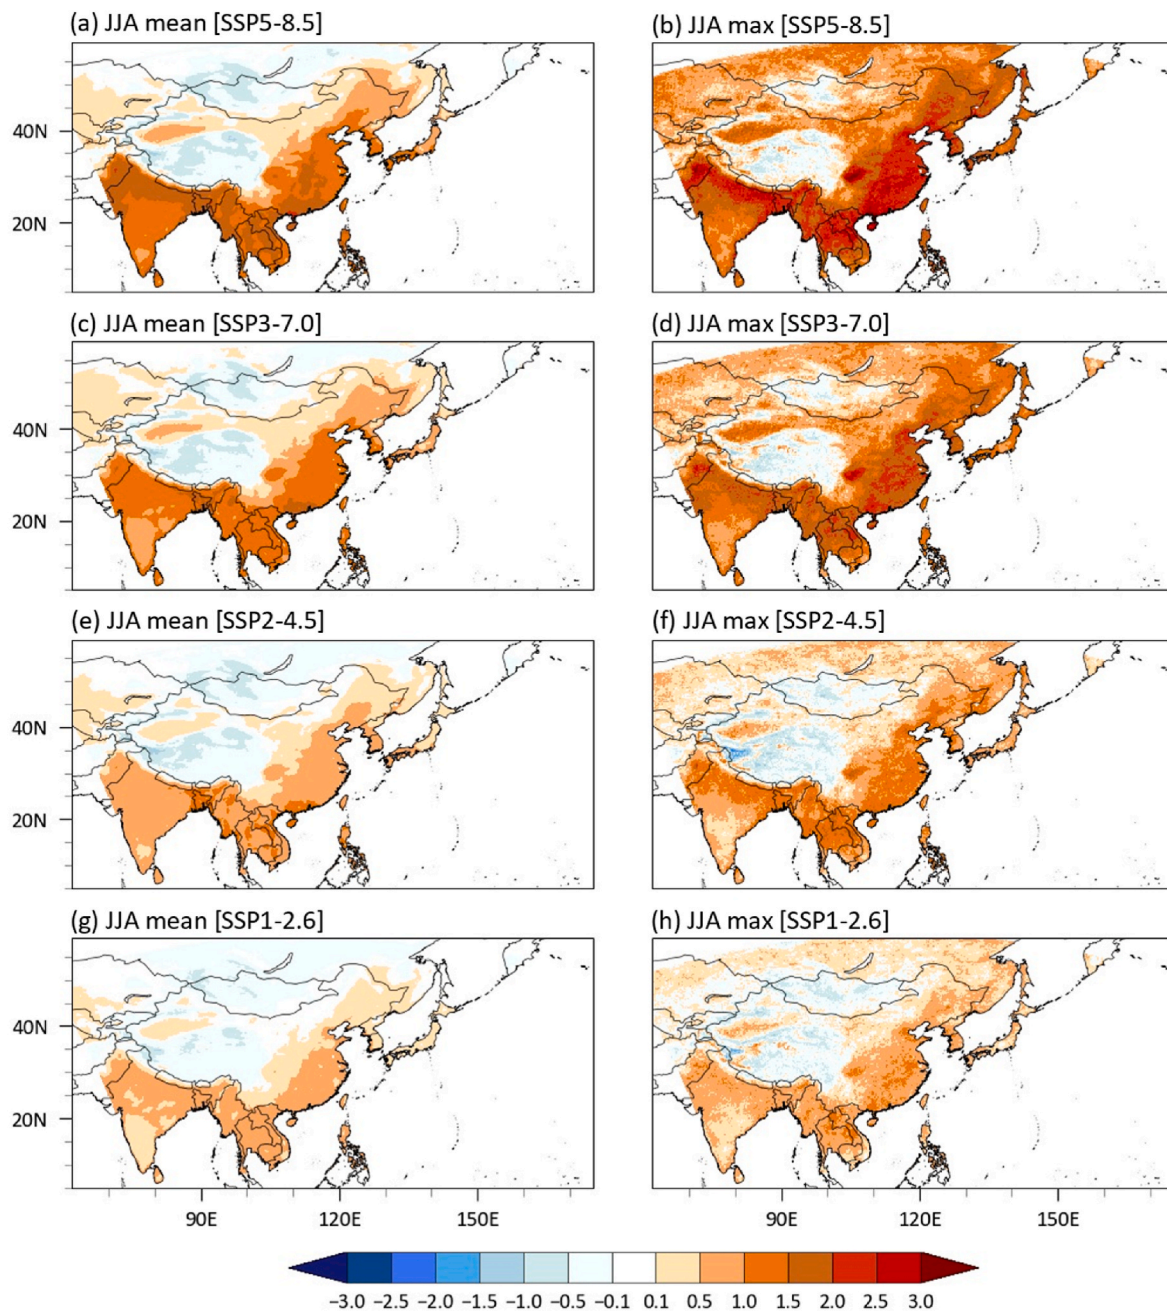 (a) JJA mean [SSP5-8.5]
(b) JJA max [SSP5-8.5]
40N
20N
(c) JJA mean [SSP3-7.0]
(d) JJA max [SSP3-7.0]
40N
20N
(e) JJA mean [SSP2-4.5]
(f) JJA max [SSP2-4.5]
40N
20N
(g) JJA mean [SSP1-2.6]
(h) JJA max [SSP1-2.6]
40N
20N
90E 120E 150E
90E 120E 150E
−3.0 −2.5 −2.0 −1.5 −1.0 −0.5 −0.1 0.1 0.5 1.0 1.5 2.0 2.5 3.0